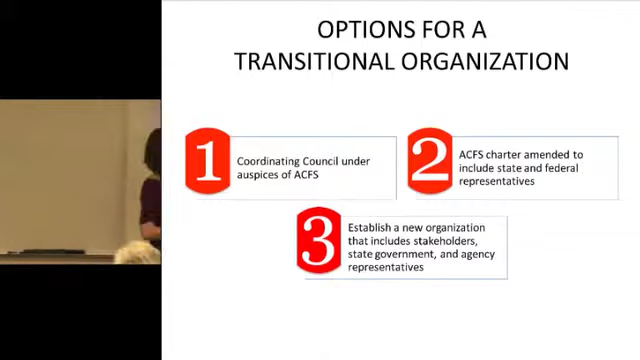 OPTIONS FOR A
TRANSITIONAL ORGANIZATION
1
Coordinating Council under
auspices of ACFS
2
ACFS charter amended to
include state and federal
representatives
3
Establish a new organization
that includes stakeholders,
state government, and agency
representatives